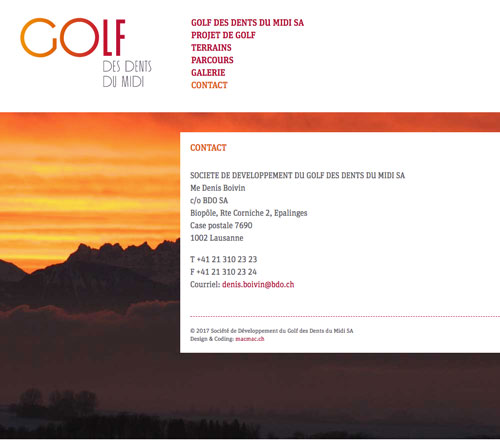 GOLF
DES DENTS
DU MIDI
GOLF DES DENTS DU MIDI SA
PROJET DE GOLF
TERRAINS
PARCOURS
GALERIE
CONTACT
CONTACT
SOCIETE DE DEVELOPPEMENT DU GOLF DES DENTS DU MIDI SA
Me Denis Boivin
c/o BDO SA
Biopôle, Rte Corniche 2, Epalinges
Case postale 7690
1002 Lausanne
T +41 21 310 23 23
F +41 21 310 23 24
Courriel: denis.boivin@bdo.ch
© 2017 Société de Développement du Golf des Dents du Midi SA
Design & Coding: macmac.ch